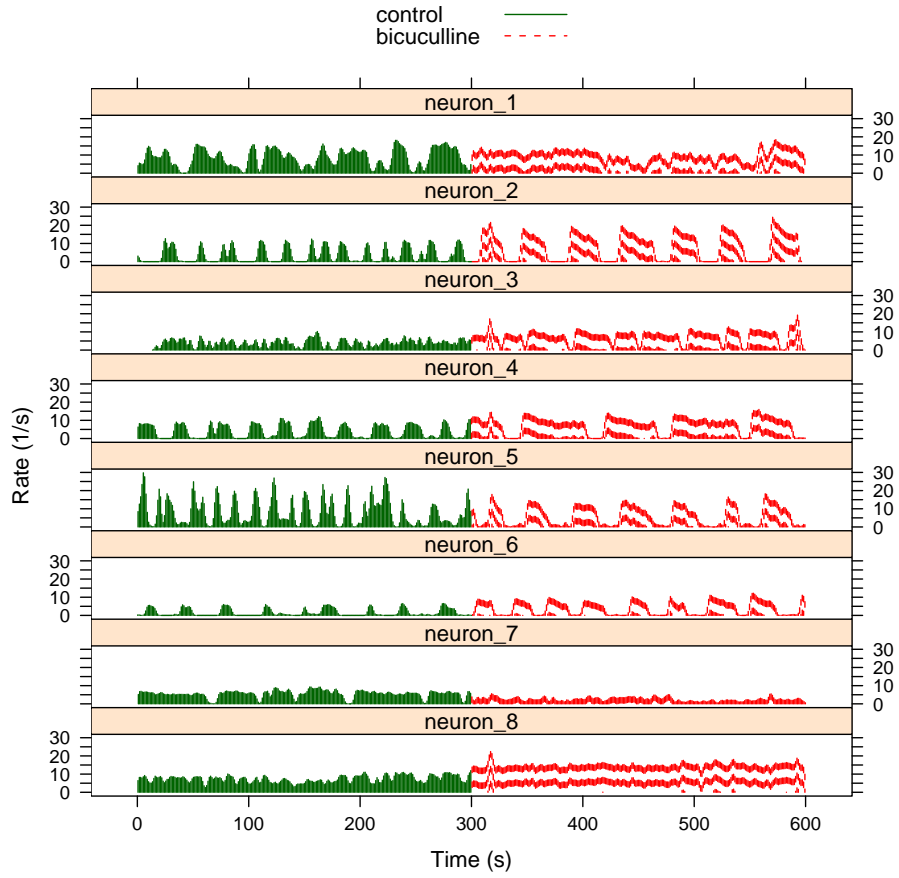 control
bicuculline
neuron_1
0 10 20 30
neuron_2
0 10 20 30
neuron_3
0 10 20 30
neuron_4
0 10 20 30
neuron_5
0 10 20 30
neuron_6
0 10 20 30
neuron_7
0 10 20 30
neuron_8
0 10 20 30
0 100 200 300 400 500 600
Time (s)
Rate (1/s)